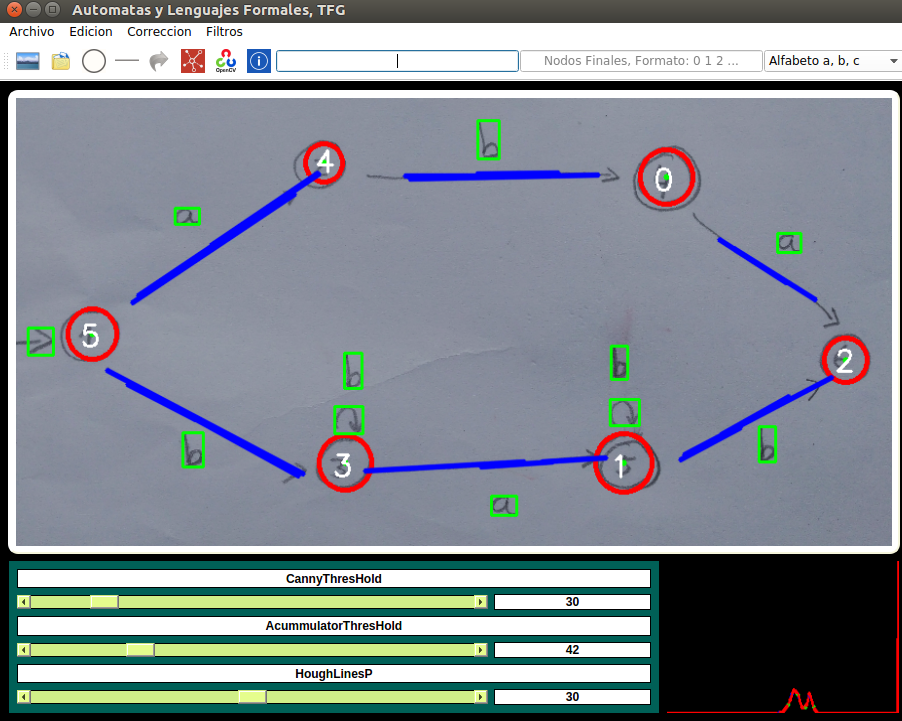 Automatas y Lenguajes Formales, TFG
Archivo Edicion Correccion Filtros
OpenCV Nodos Finales, Formato: 0 1 2 ... Alfabeto a, b, c
b
4
0
a
a
5
2
b
b
b
3
1
b
a
CannyThresHold
30
AcummulatorThresHold
42
HoughLinesP
30